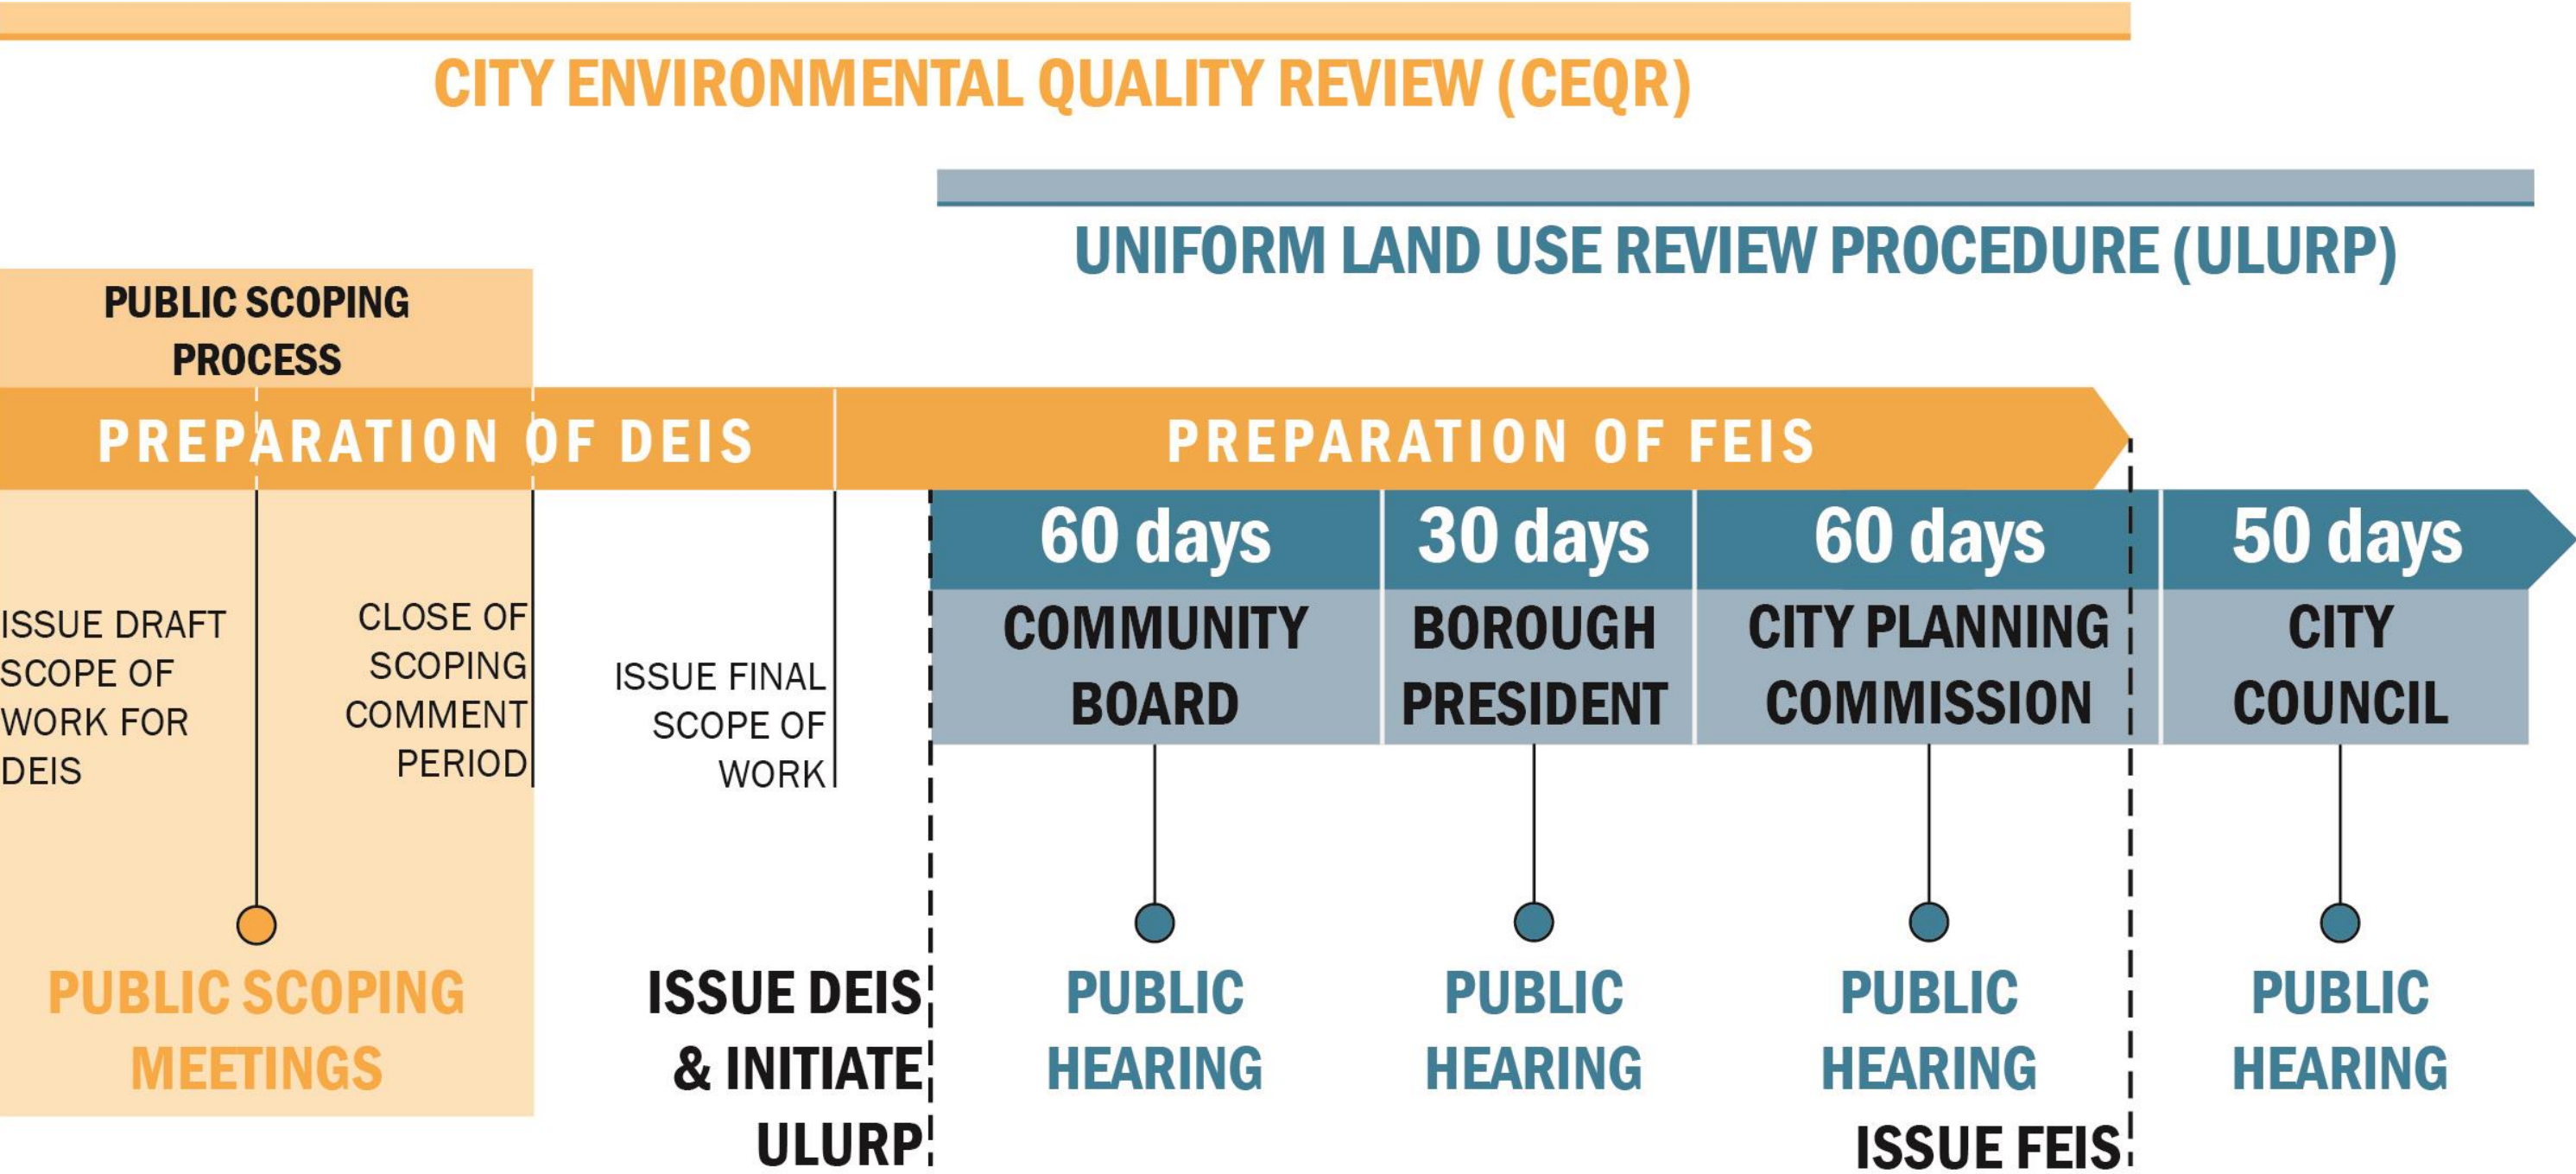 CITY ENVIRONMENTAL QUALITY REVIEW (CEQR)
UNIFORM LAND USE REVIEW PROCEDURE (ULURP)
PUBLIC SCOPING
PROCESS
PREPARATION OF DEIS
PREPARATION OF FEIS
ISSUE DRAFT
SCOPE OF
WORK FOR
DEIS
CLOSE OF
SCOPING
COMMENT
PERIOD
ISSUE FINAL
SCOPE OF
WORK
60 days
COMMUNITY
BOARD
30 days
BOROUGH
PRESIDENT
60 days
CITY PLANNING
COMMISSION
50 days
CITY
COUNCIL
PUBLIC SCOPING
MEETINGS
ISSUE DEIS
& INITIATE
ULURP
PUBLIC
HEARING
PUBLIC
HEARING
PUBLIC
HEARING
ISSUE FEIS
PUBLIC
HEARING